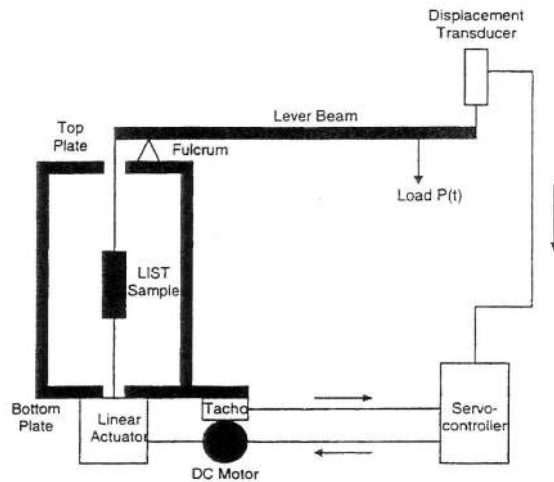 Displacement
Transducer
Lever Beam
Top
Plate
Fulcrum
Load P(t)
LIST
Sample
Bottom
Plate
Linear
Actuator
Tacho
DC Motor
Servo-
controller